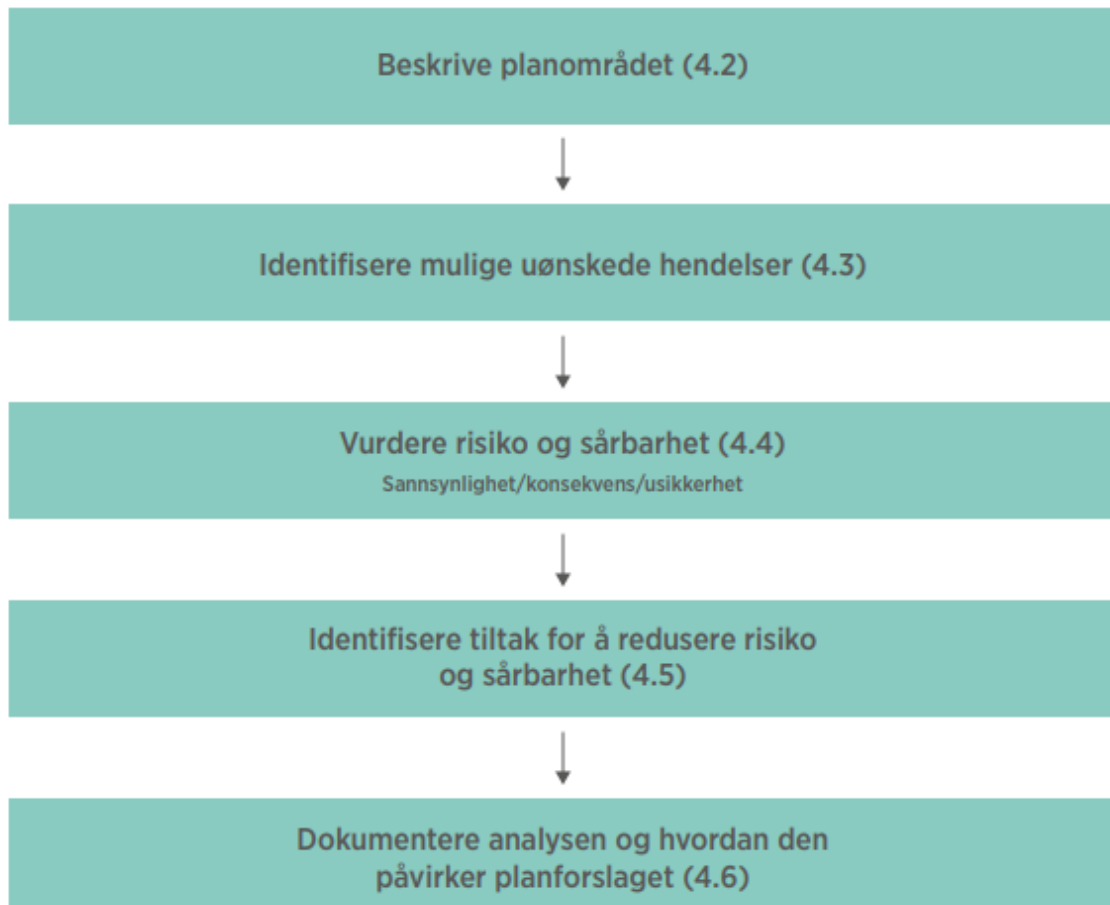 Beskrive planområdet (4.2)
Identifisere mulige uønskede hendelser (4.3)
Vurdere risiko og sårbarhet (4.4)
Sannsynlighet/konsekvens/usikkerhet
Identifisere tiltak for å redusere risiko
og sårbarhet (4.5)
Dokumentere analysen og hvordan den
påvirker planforslaget (4.6)